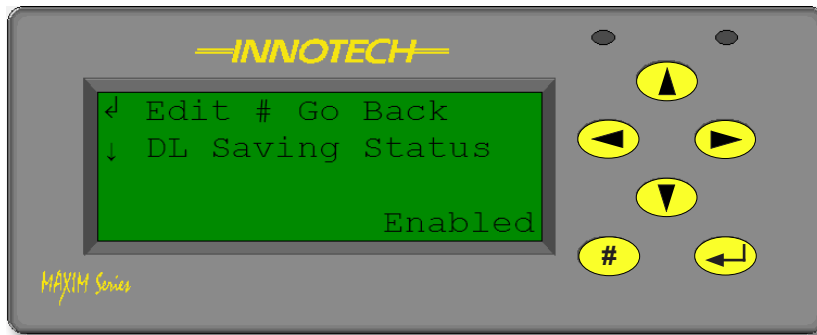 INNOTECH
↲ Edit # Go Back
↓ DL Saving Status
Enabled
#
MAXIM Series